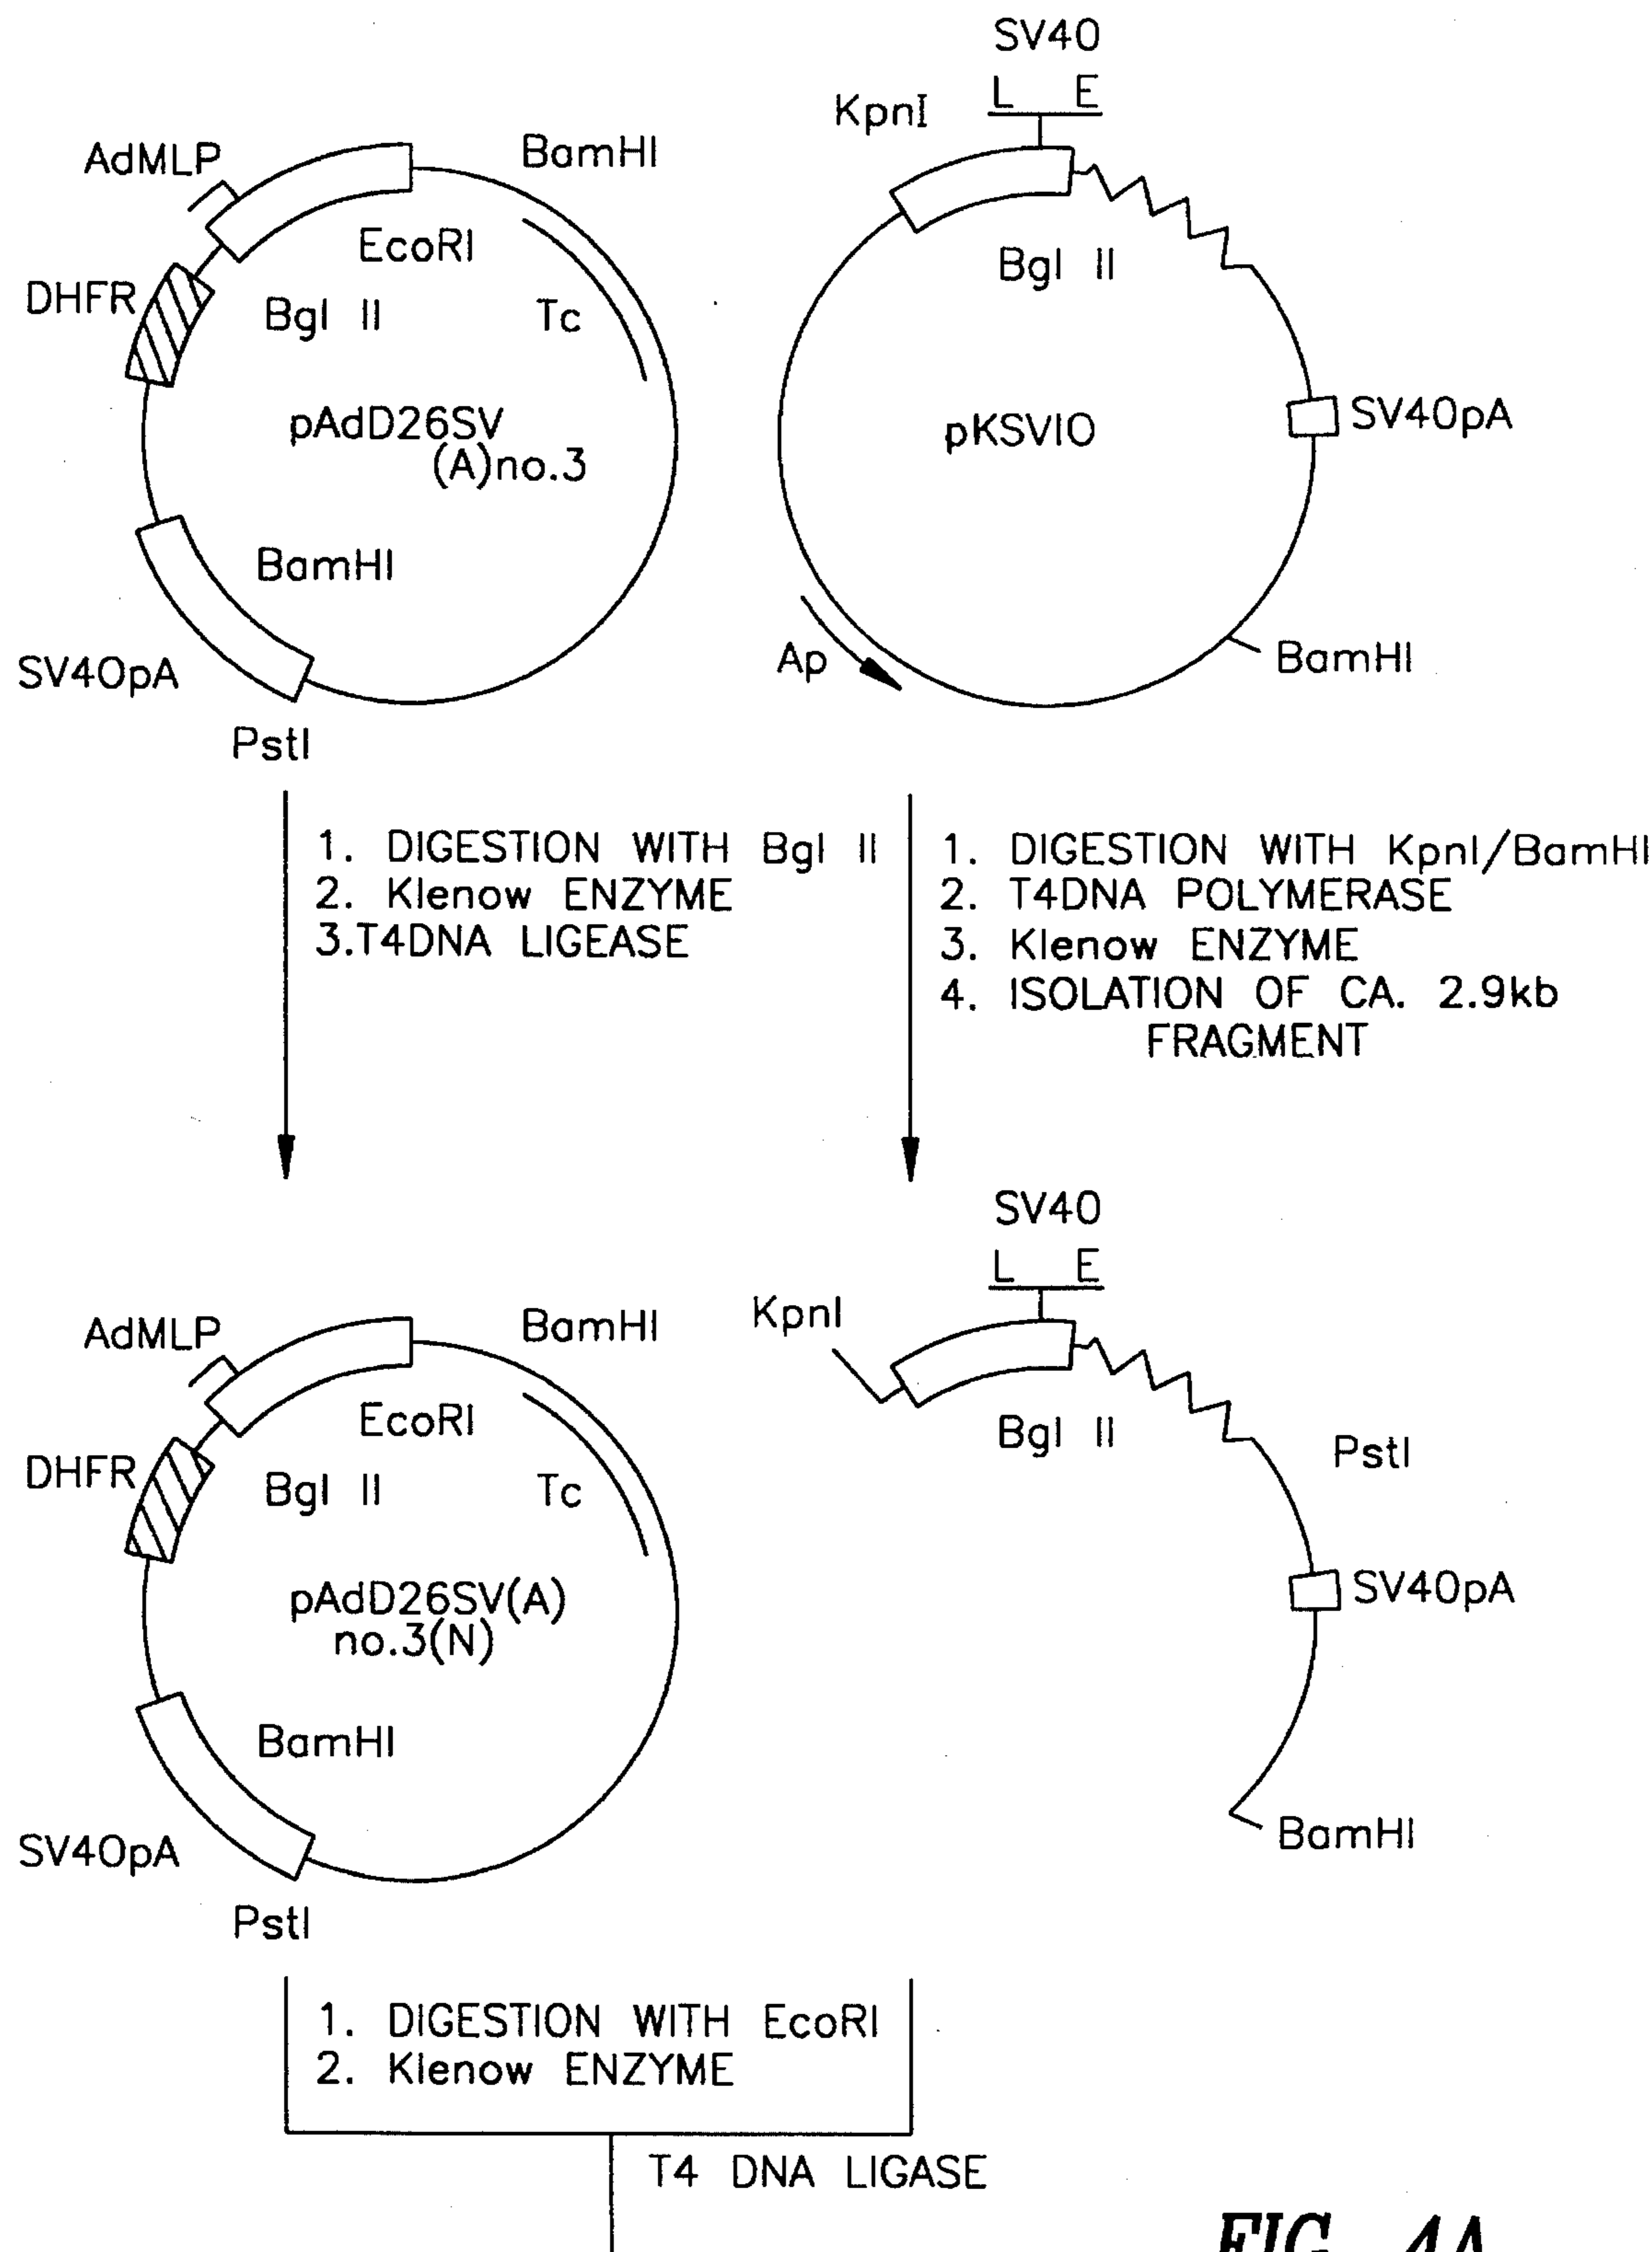 SV40
L E
KpnI
AdMLP
BamHI
EcoRI
DHFR
Bgl II
Tc
pAdD26SV
(A)no.3
BamHI
SV40pA
PstI
Bgl II
pKSV10
SV40pA
Ap
BamHI
1. DIGESTION WITH Bgl II
2. Klenow ENZYME
3.T4DNA LIGEASE
1. DIGESTION WITH KpnI/BamHI
2. T4DNA POLYMERASE
3. Klenow ENZYME
4. ISOLATION OF CA. 2.9kb
FRAGMENT
SV40
L E
KpnI
AdMLP
BamHI
EcoRI
DHFR
Bgl II
Tc
pAdD26SV(A)
no.3(N)
BamHI
SV40pA
PstI
Bgl II
PstI
SV40pA
BamHI
1. DIGESTION WITH EcoRI
2. Klenow ENZYME
T4 DNA LIGASE
FIG. 4A